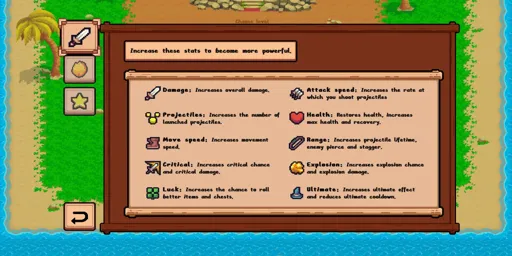 Increase these stats to become more powerful.
Damage: Increases overall damage.
Attack speed: Increases the rate at
which you shoot projectiles
Projectiles: Increases the number of
launched projectiles.
Health: Restores health, increases
max health and recovery.
Move speed: Increases movement
speed.
Range: Increases projectile lifetime,
enemy pierce and stagger.
Critical: Increases critical chance
and critical damage.
Explosion: Increases explosion chance
and explosion damage.
Luck: Increases the chance to roll
better items and chests.
Ultimate: Increases ultimate effect
and reduces ultimate cooldown.